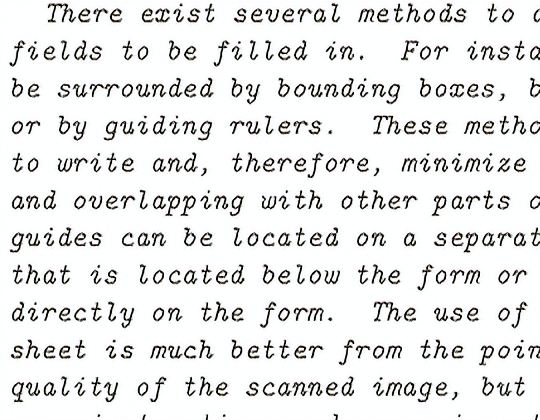 There exist several methods to
fields to be filled in. For insta
be surrounded by bounding boxes, b
or by guiding rulers. These metho
to write and, therefore, minimize
and overlapping with other parts o
guides can be located on a separat
that is located below the form or
directly on the form. The use of
sheet is much better from the poin
quality of the scanned image, but